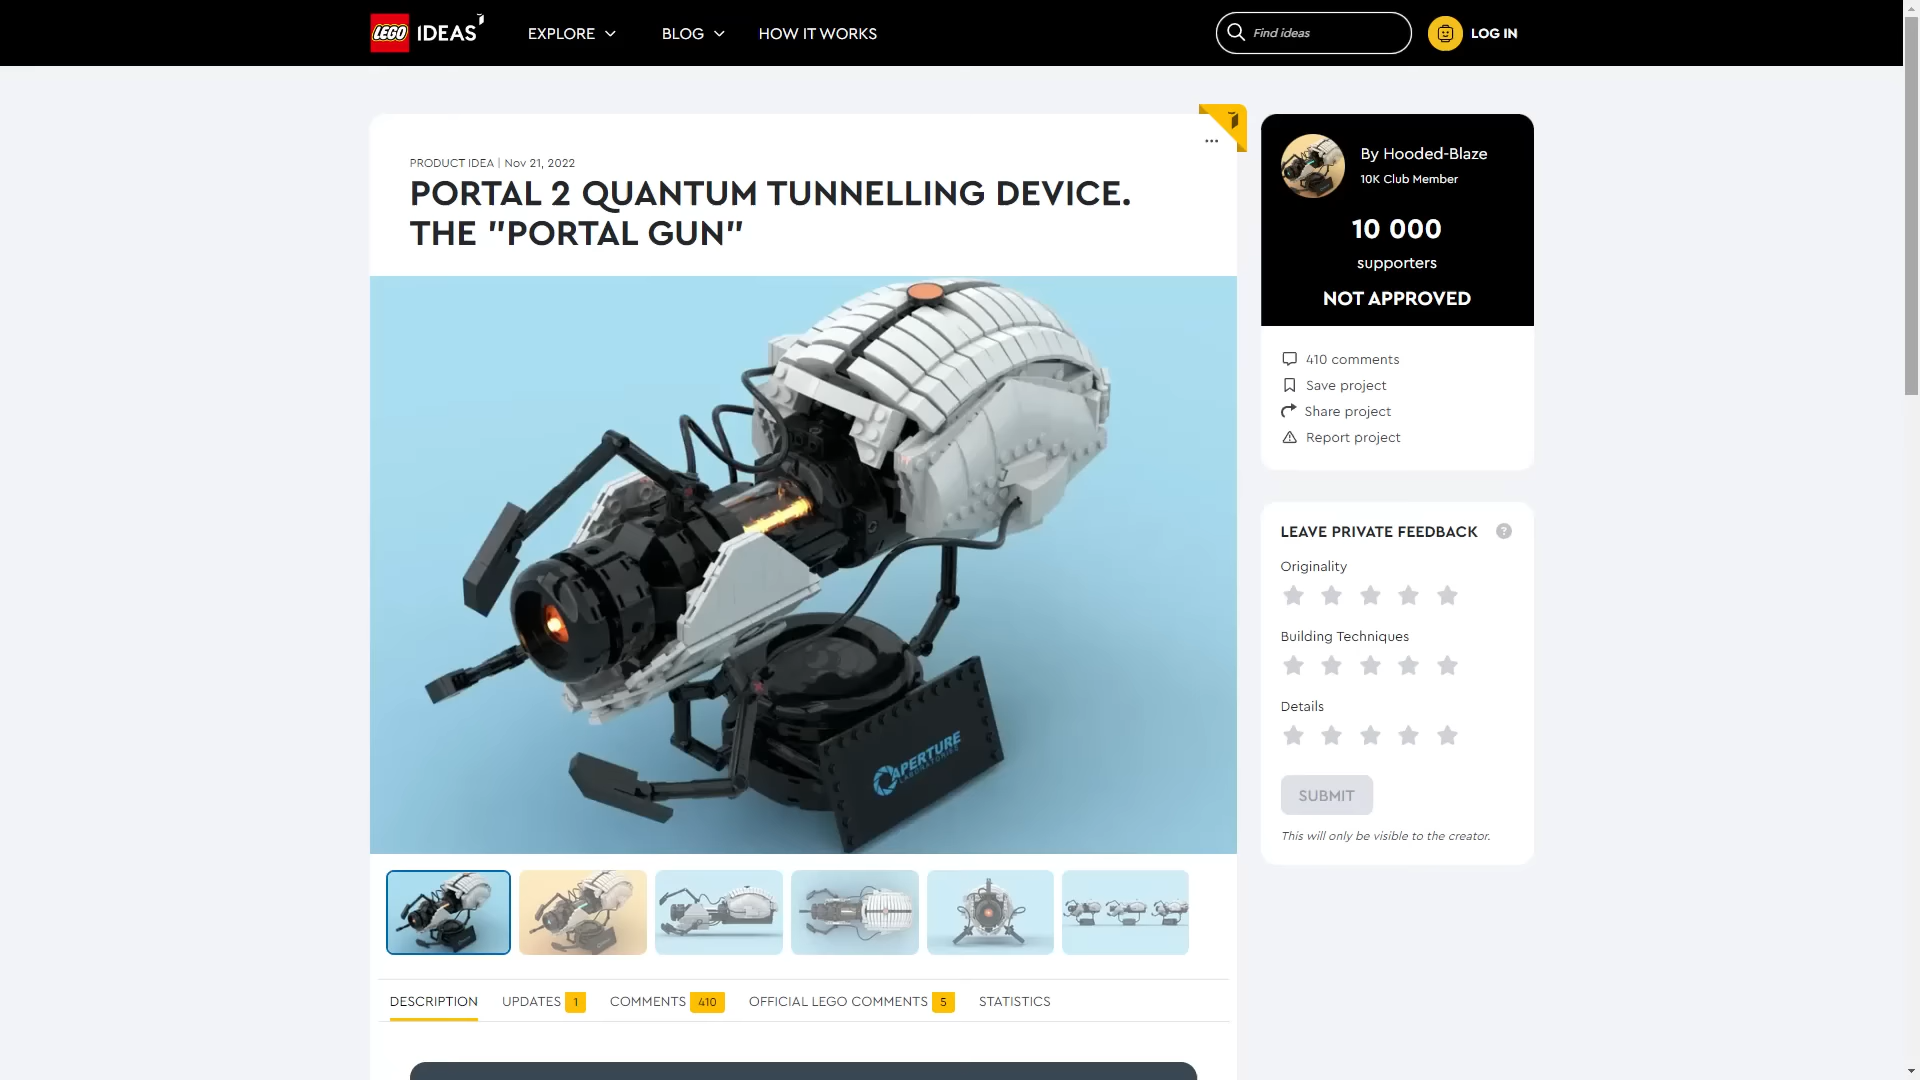 LEGO IDEAS
EXPLORE
BLOG
HOW IT WORKS
Find ideas
LOG IN
PRODUCT IDEA | Nov 21, 2022
PORTAL 2 QUANTUM TUNNELLING DEVICE.
THE "PORTAL GUN"
APERTURE
LABORATORIES
DESCRIPTION
UPDATES 1
COMMENTS 410
OFFICIAL LEGO COMMENTS 5
STATISTICS
By Hooded-Blaze
10K Club Member
10 000
supporters
NOT APPROVED
410 comments
Save project
Share project
Report project
LEAVE PRIVATE FEEDBACK ?
Originality
Building Techniques
Details
SUBMIT
This will only be visible to the creator.